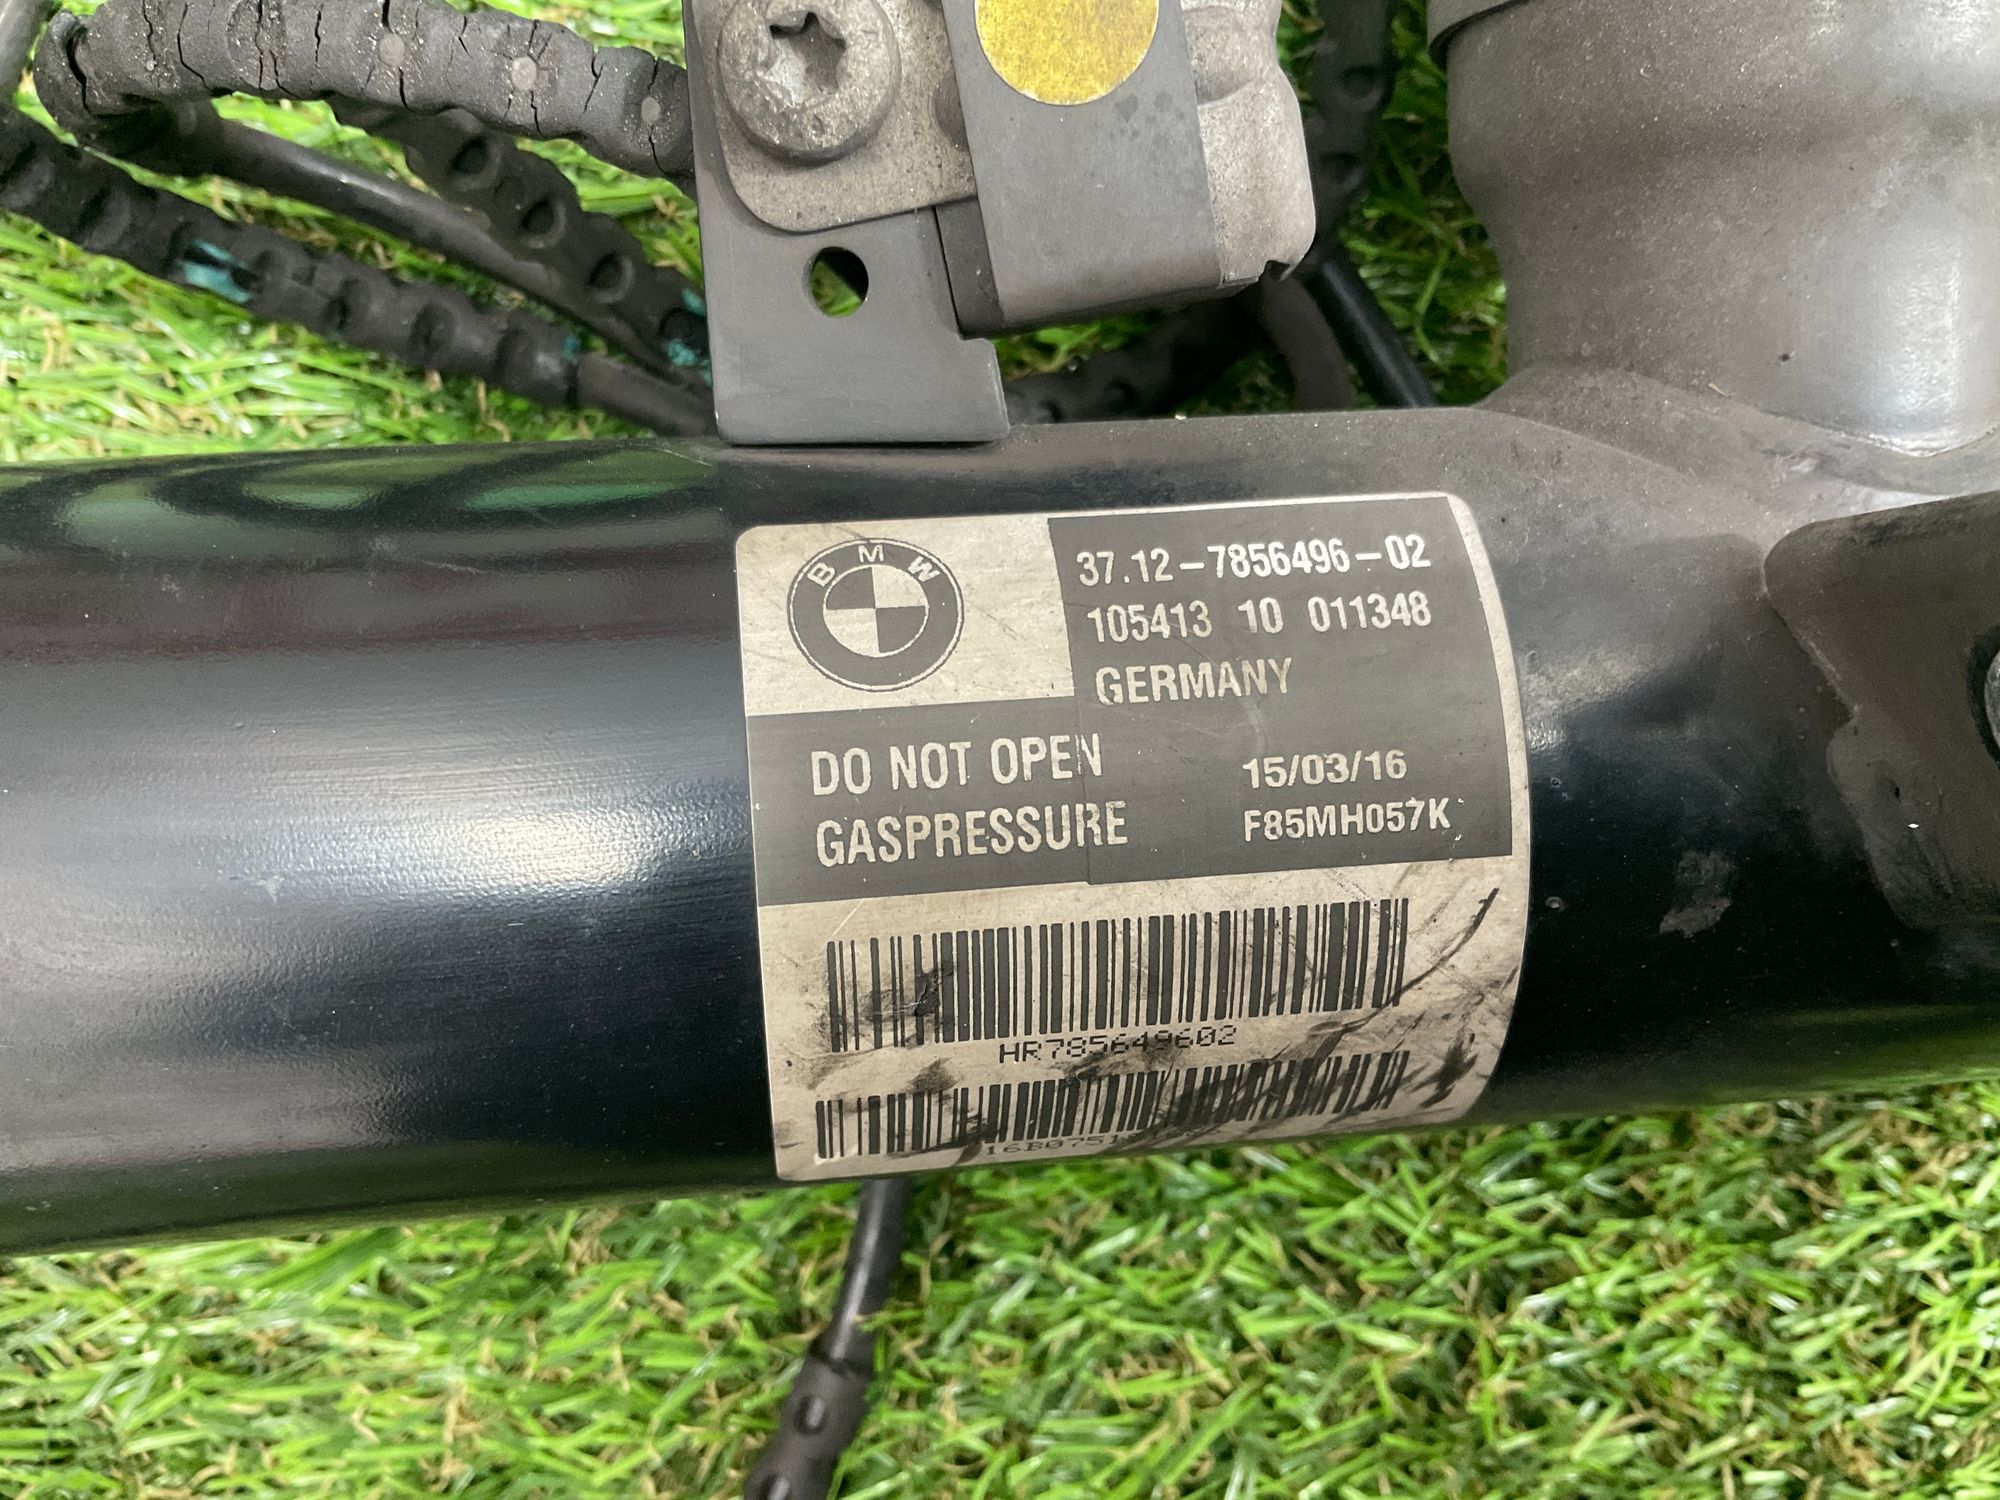 BMW
37.12-7856496-02
105413 10 011348
GERMANY
DO NOT OPEN
GASPRESSURE
15/03/16
F85MH057K
HR785649602